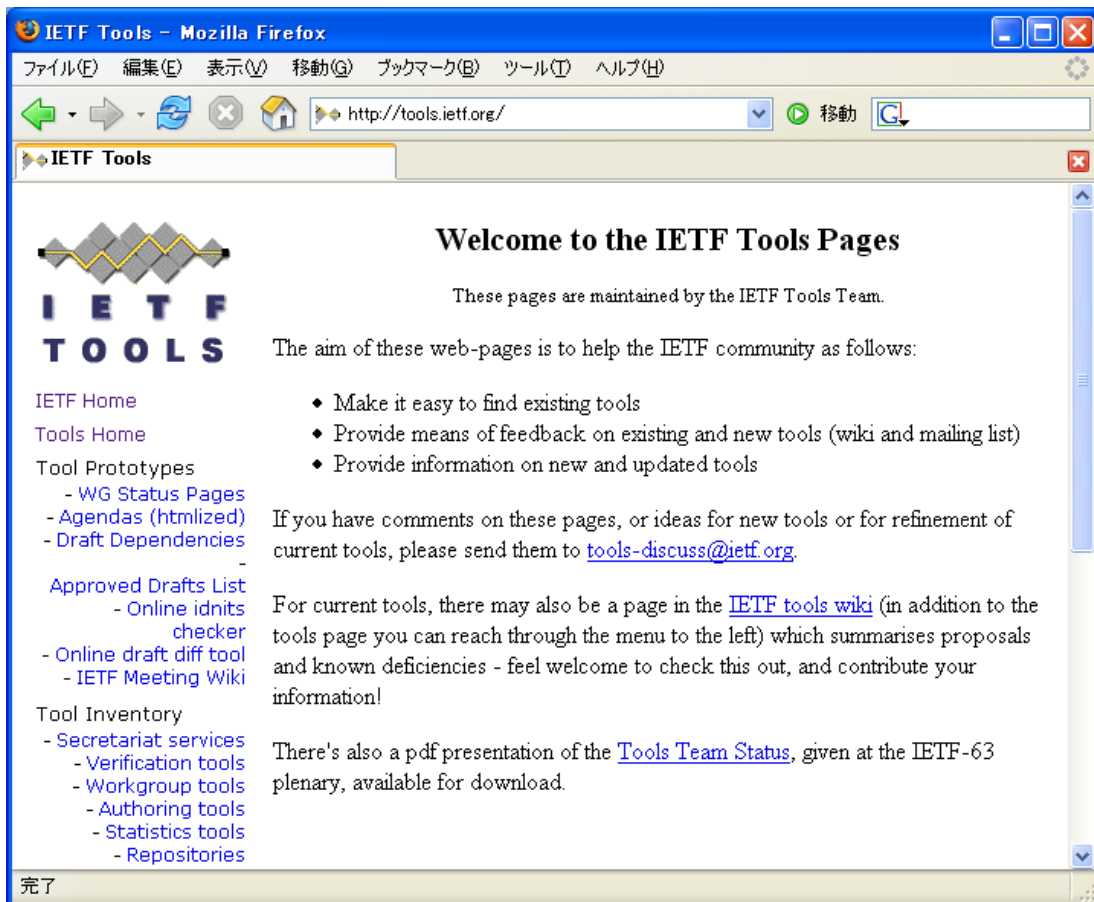 IETF Tools - Mozilla Firefox
ファイル(F) 編集(E) 表示(V) 移動(G) ブックマーク(B) ツール(T) ヘルプ(H)
http://tools.ietf.org/ 移動 G
IETF Tools
I E T F
T O O L S
IETF Home
Tools Home
Tool Prototypes
- WG Status Pages
- Agendas (htmlized)
- Draft Dependencies
-
Approved Drafts List
- Online idnits
checker
- Online draft diff tool
- IETF Meeting Wiki
Tool Inventory
- Secretariat services
- Verification tools
- Workgroup tools
- Authoring tools
- Statistics tools
- Repositories
Welcome to the IETF Tools Pages
These pages are maintained by the IETF Tools Team.
The aim of these web-pages is to help the IETF community as follows:
• Make it easy to find existing tools
• Provide means of feedback on existing and new tools (wiki and mailing list)
• Provide information on new and updated tools
If you have comments on these pages, or ideas for new tools or for refinement of
current tools, please send them to tools-discuss@ietf.org.
For current tools, there may also be a page in the IETF tools wiki (in addition to the
tools page you can reach through the menu to the left) which summarises proposals
and known deficiencies - feel welcome to check this out, and contribute your
information!
There's also a pdf presentation of the Tools Team Status, given at the IETF-63
plenary, available for download.
完了